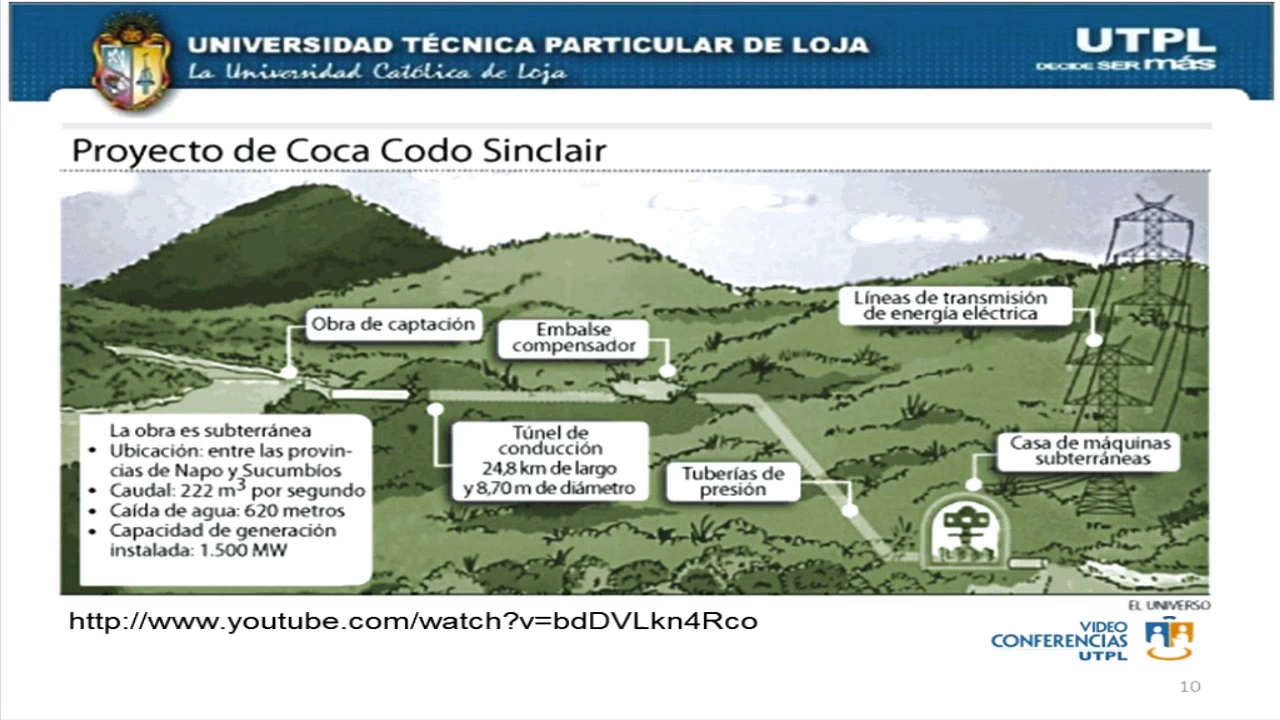 UNIVERSIDAD TÉCNICA PARTICULAR DE LOJA
La Universidad Católica de Loja
UTPL
DECIDE SER más
Proyecto de Coca Codo Sinclair
Líneas de transmisión
de energía eléctrica
Obra de captación
Embalse
compensador
La obra es subterránea
• Ubicación: entre las provin-
cias de Napo y Sucumbíos
• Caudal: 222 m³ por segundo
• Caída de agua: 620 metros
• Capacidad de generación
instalada: 1.500 MW
Túnel de
conducción
24,8 km de largo
y 8,70 m de diámetro
Tuberías de
presión
Casa de máquinas
subterráneas
EL UNIVERSO
http://www.youtube.com/watch?v=bdDVLkn4Rco
VIDEO
CONFERENCIAS
UTPL
10